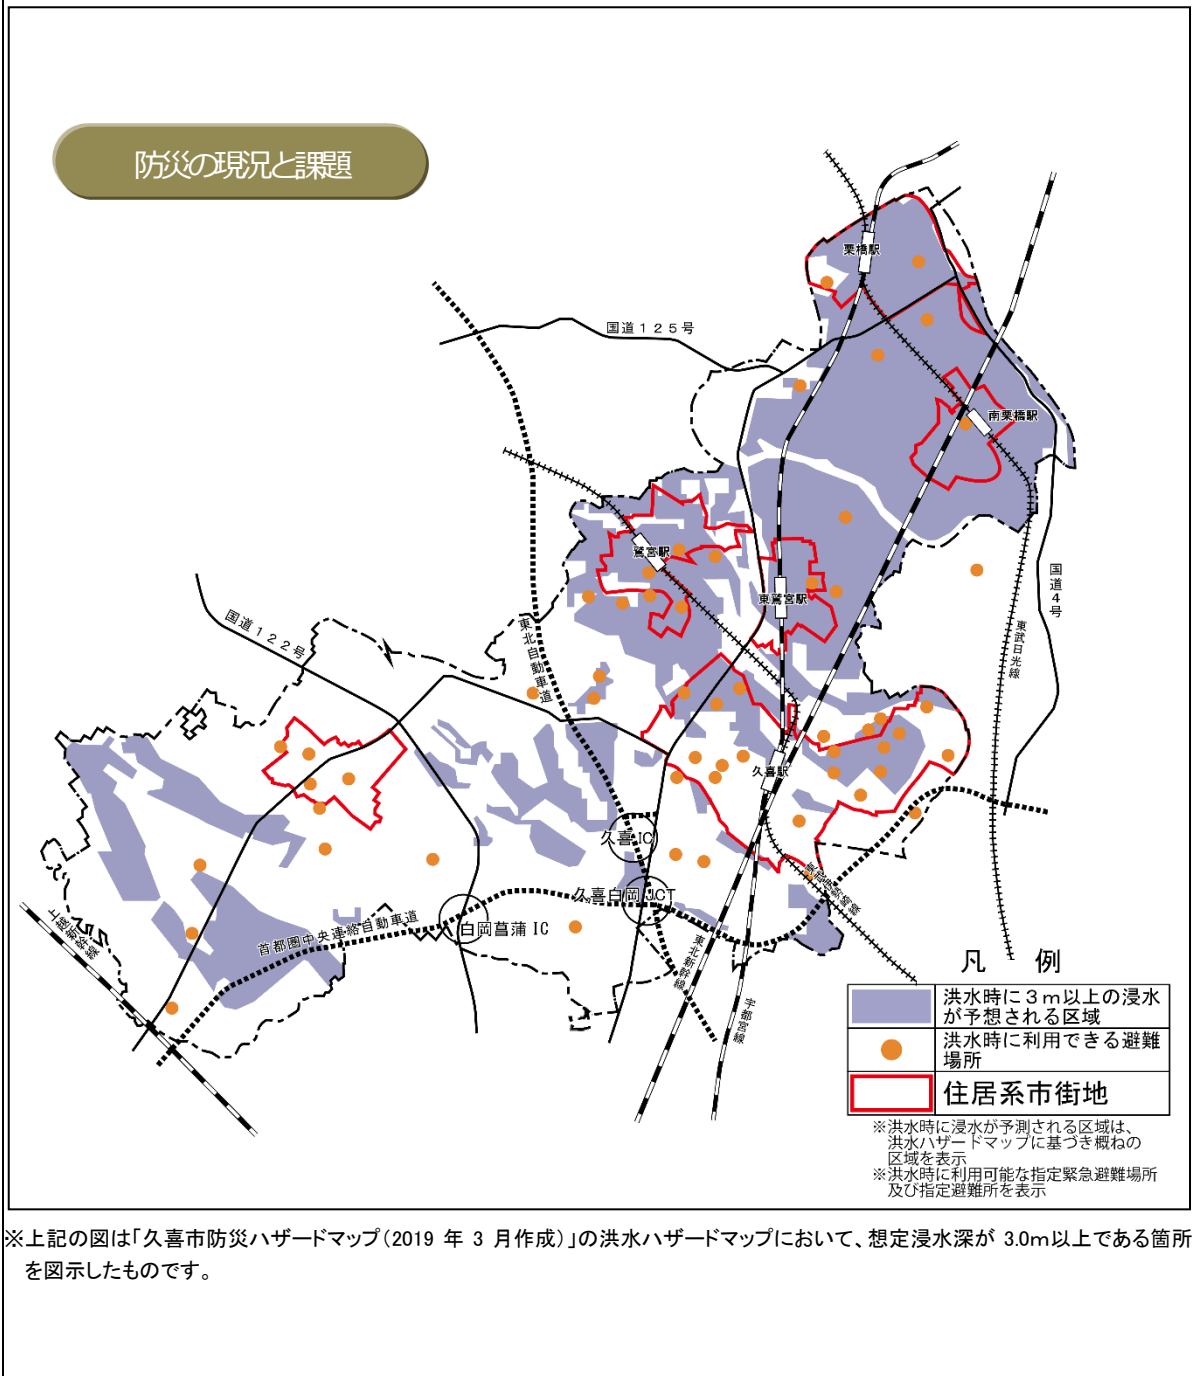 防災の現況と課題
栗橋駅
国道１２５号
南栗橋駅
鷲宮駅
東鷲宮駅
国道４号
東武日光線
国道１２２号
東北自動車道
久喜駅
久喜 IC
久喜白岡 JCT
東武伊勢崎線
白岡菖蒲 IC
首都圏中央連絡自動車道
上越新幹線
東北新幹線
宇都宮線
凡　例
洪水時に３ｍ以上の浸水
が予想される区域
洪水時に利用できる避難
場所
住居系市街地
※洪水時に浸水が予測される区域は、
洪水ハザードマップに基づき概ねの
区域を表示
※洪水時に利用可能な指定緊急避難場所
及び指定避難所を表示
※上記の図は「久喜市防災ハザードマップ（2019 年 3 月作成）」の洪水ハザードマップにおいて、想定浸水深が 3.0ｍ以上である箇所
を図示したものです。